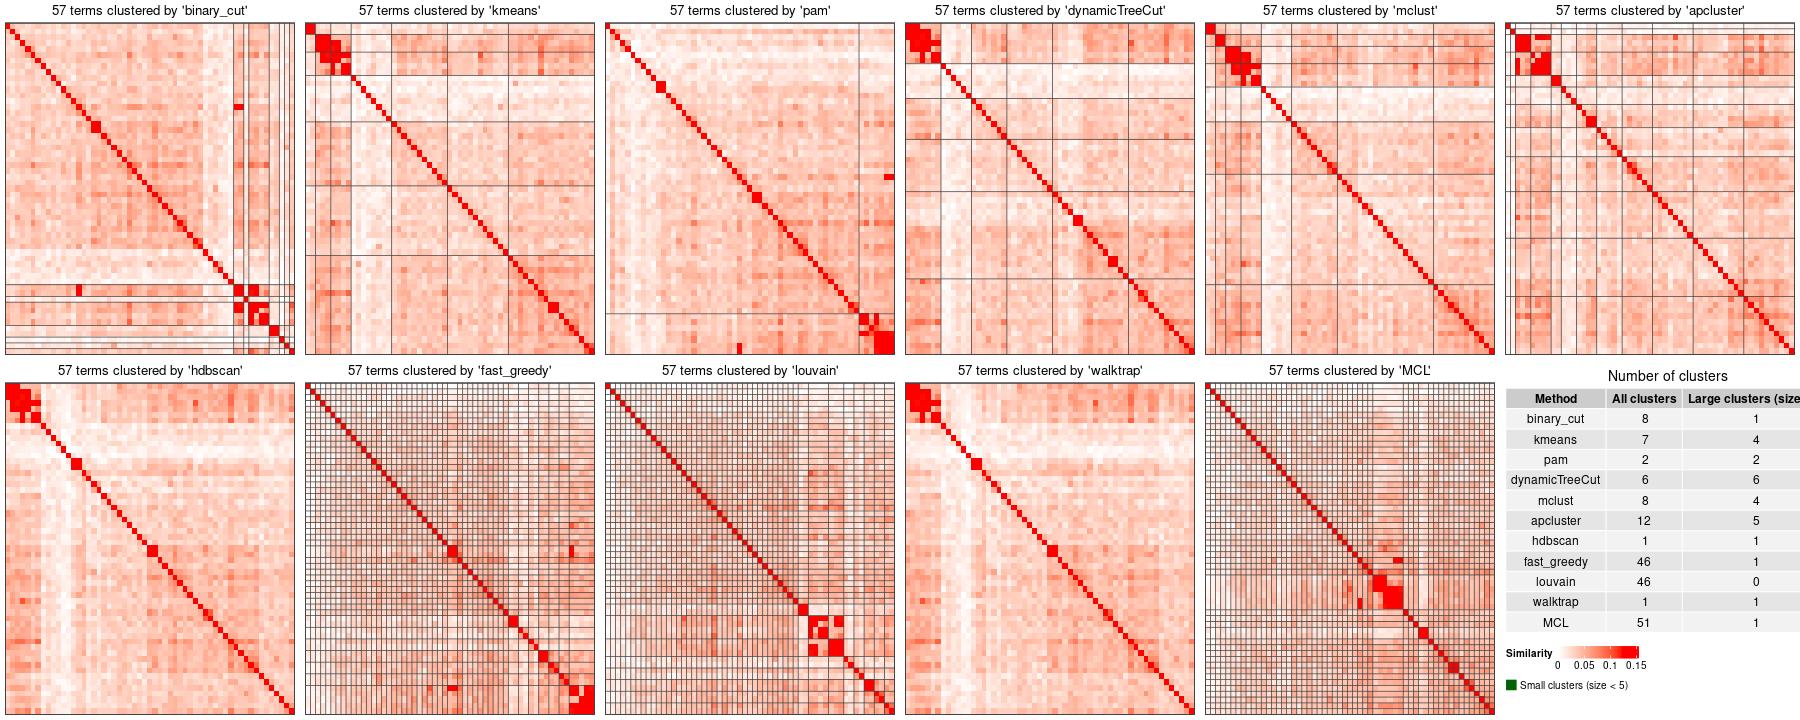 57 terms clustered by 'binary_cut'
57 terms clustered by 'kmeans'
57 terms clustered by 'pam'
57 terms clustered by 'dynamicTreeCut'
57 terms clustered by 'mclust'
57 terms clustered by 'apcluster'
57 terms clustered by 'hdbscan'
57 terms clustered by 'fast_greedy'
57 terms clustered by 'louvain'
57 terms clustered by 'walktrap'
57 terms clustered by 'MCL'
Number of clusters
Method All clusters Large clusters (size
binary_cut 8 1
kmeans 7 4
pam 2 2
dynamicTreeCut 6 6
mclust 8 4
apcluster 12 5
hdbscan 1 1
fast_greedy 46 1
louvain 46 0
walktrap 1 1
MCL 51 1
Similarity
0 0.05 0.1 0.15
Small clusters (size < 5)